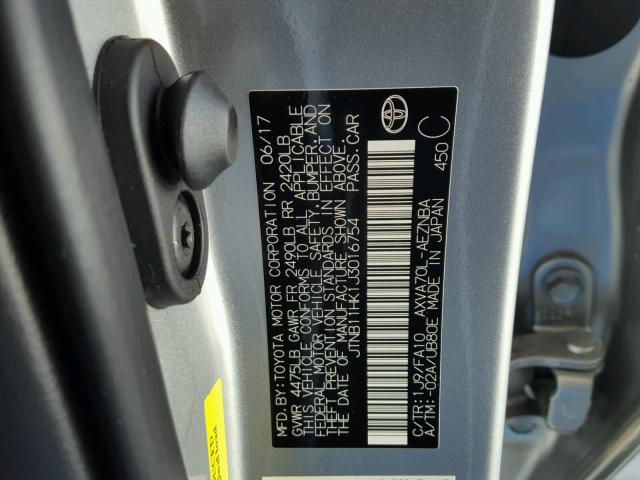 MFD.BY:TOYOTA MOTOR CORPORATION 06/17
GVWR 4475LB GAWR FR 2490LB RR 2420LB
THIS VEHICLE CONFORMS TO ALL APPLICABLE
FEDERAL MOTOR VEHICLE SAFETY,BUMPER,AND
THEFT PREVENTION STANDARDS IN EFFECT ON
THE DATE OF MANUFACTURE SHOWN ABOVE.
JTNB11HK1J3016754 PASS.CAR
C/TR:1J9/FA10 AXVA70L-AEZNBA
A/TM:-02A/UB80E MADE IN JAPAN
450 C